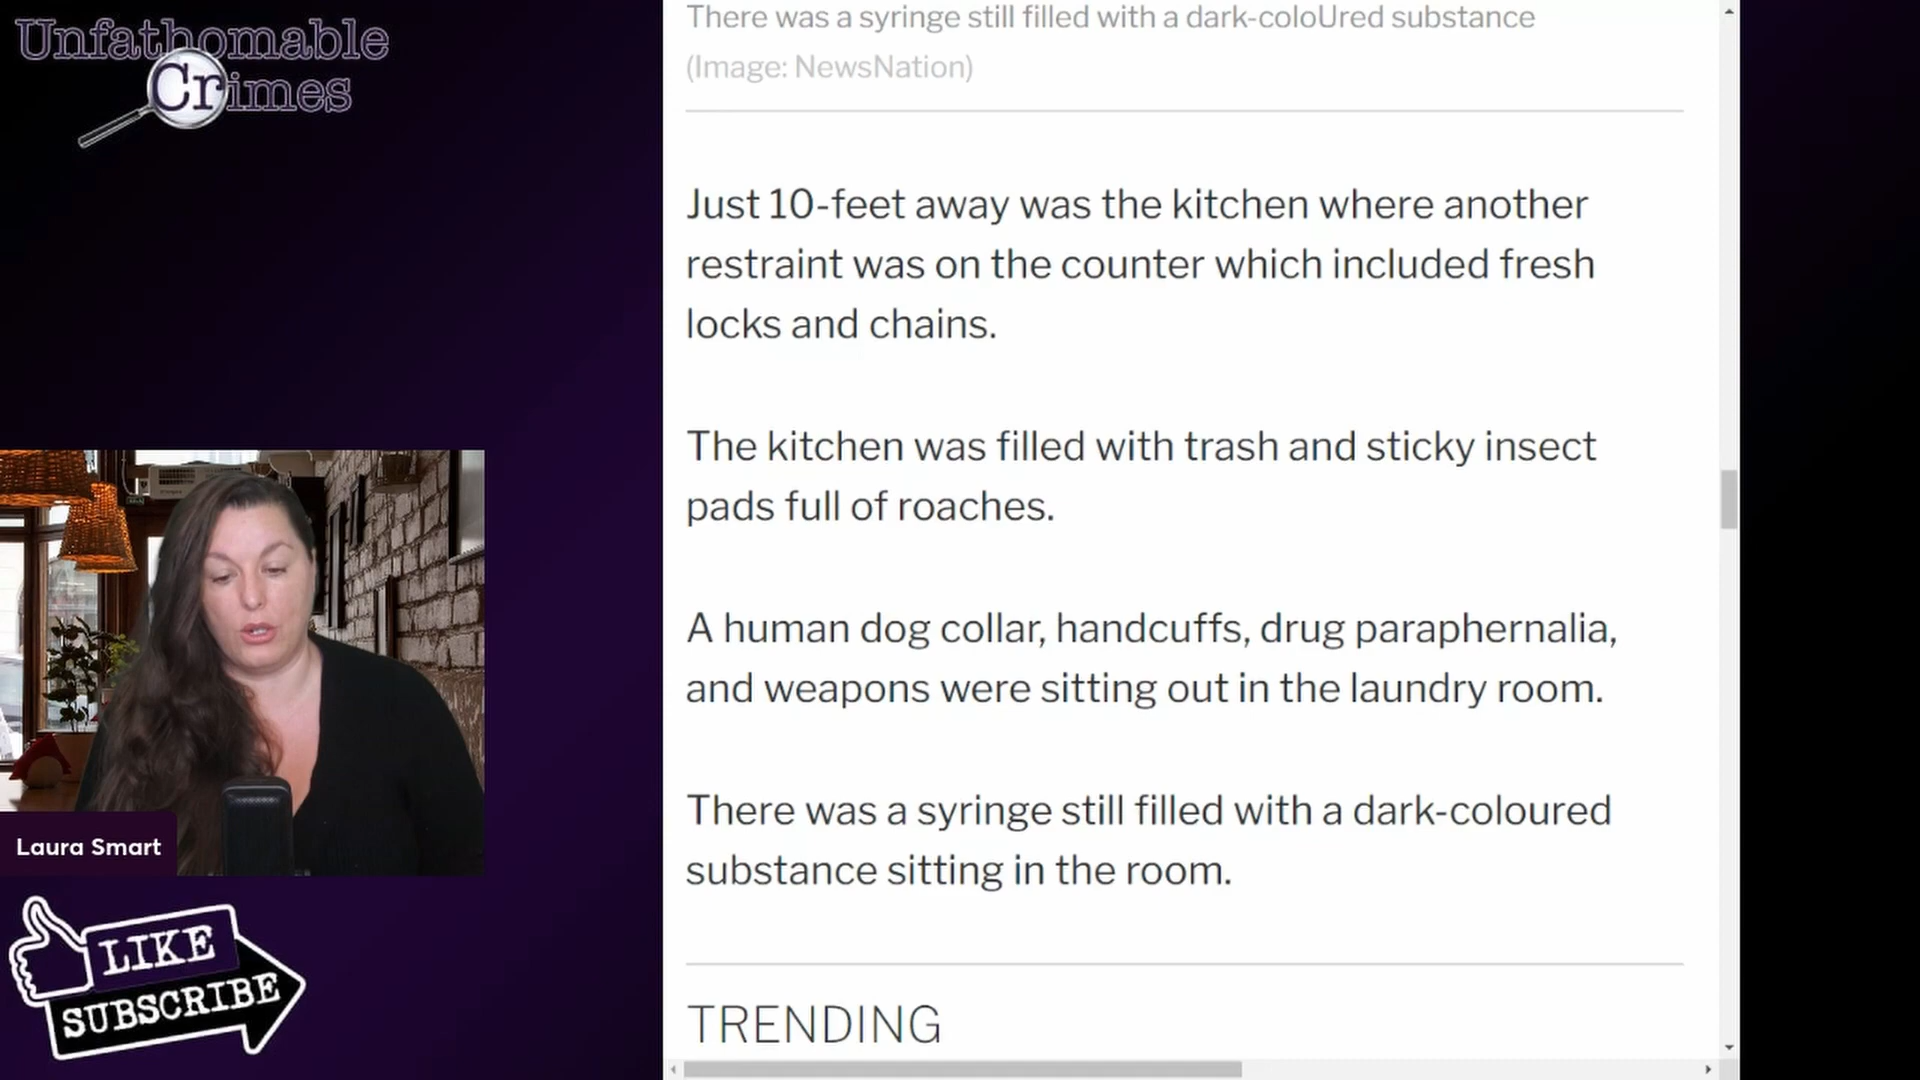 Unfathomable
Crimes
There was a syringe still filled with a dark-coloUred substance
(Image: NewsNation)
Just 10-feet away was the kitchen where another
restraint was on the counter which included fresh
locks and chains.
The kitchen was filled with trash and sticky insect
pads full of roaches.
A human dog collar, handcuffs, drug paraphernalia,
and weapons were sitting out in the laundry room.
There was a syringe still filled with a dark-coloured
substance sitting in the room.
TRENDING
Laura Smart
LIKE
SUBSCRIBE